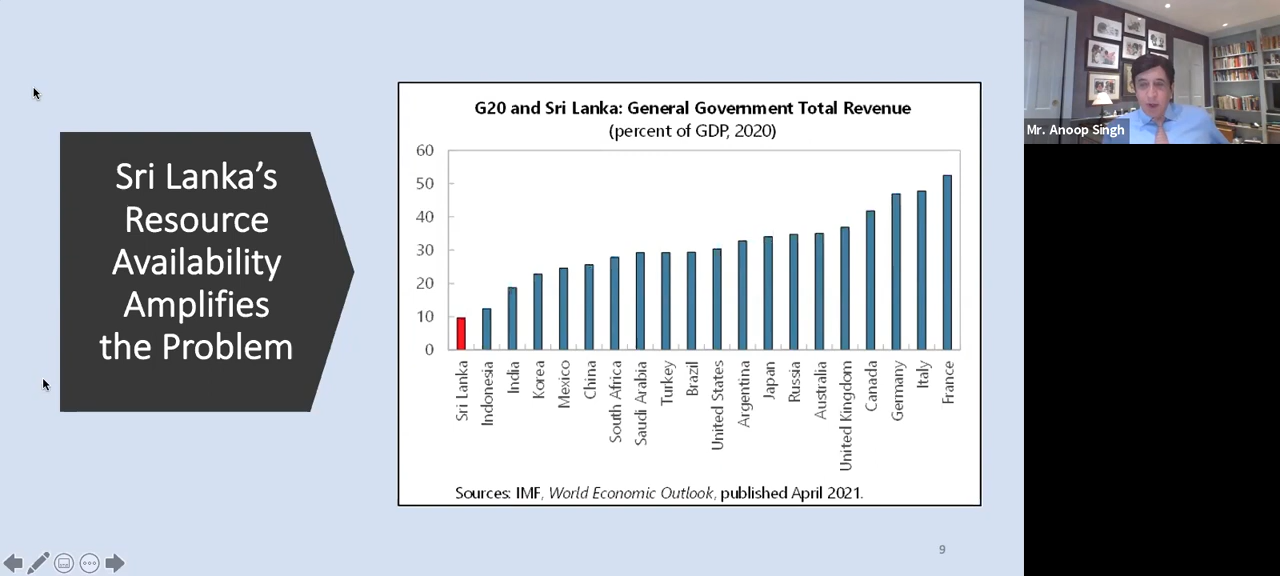 Sri Lanka's
Resource
Availability
Amplifies
the Problem
G20 and Sri Lanka: General Government Total Revenue
(percent of GDP, 2020)
60
50
40
30
20
10
0
Sri Lanka
Indonesia
India
Korea
Mexico
China
South Africa
Saudi Arabia
Turkey
Brazil
United States
Argentina
Japan
Russia
Australia
United Kingdom
Canada
Germany
Italy
France
Sources: IMF, World Economic Outlook, published April 2021.
9
Mr. Anoop Singh